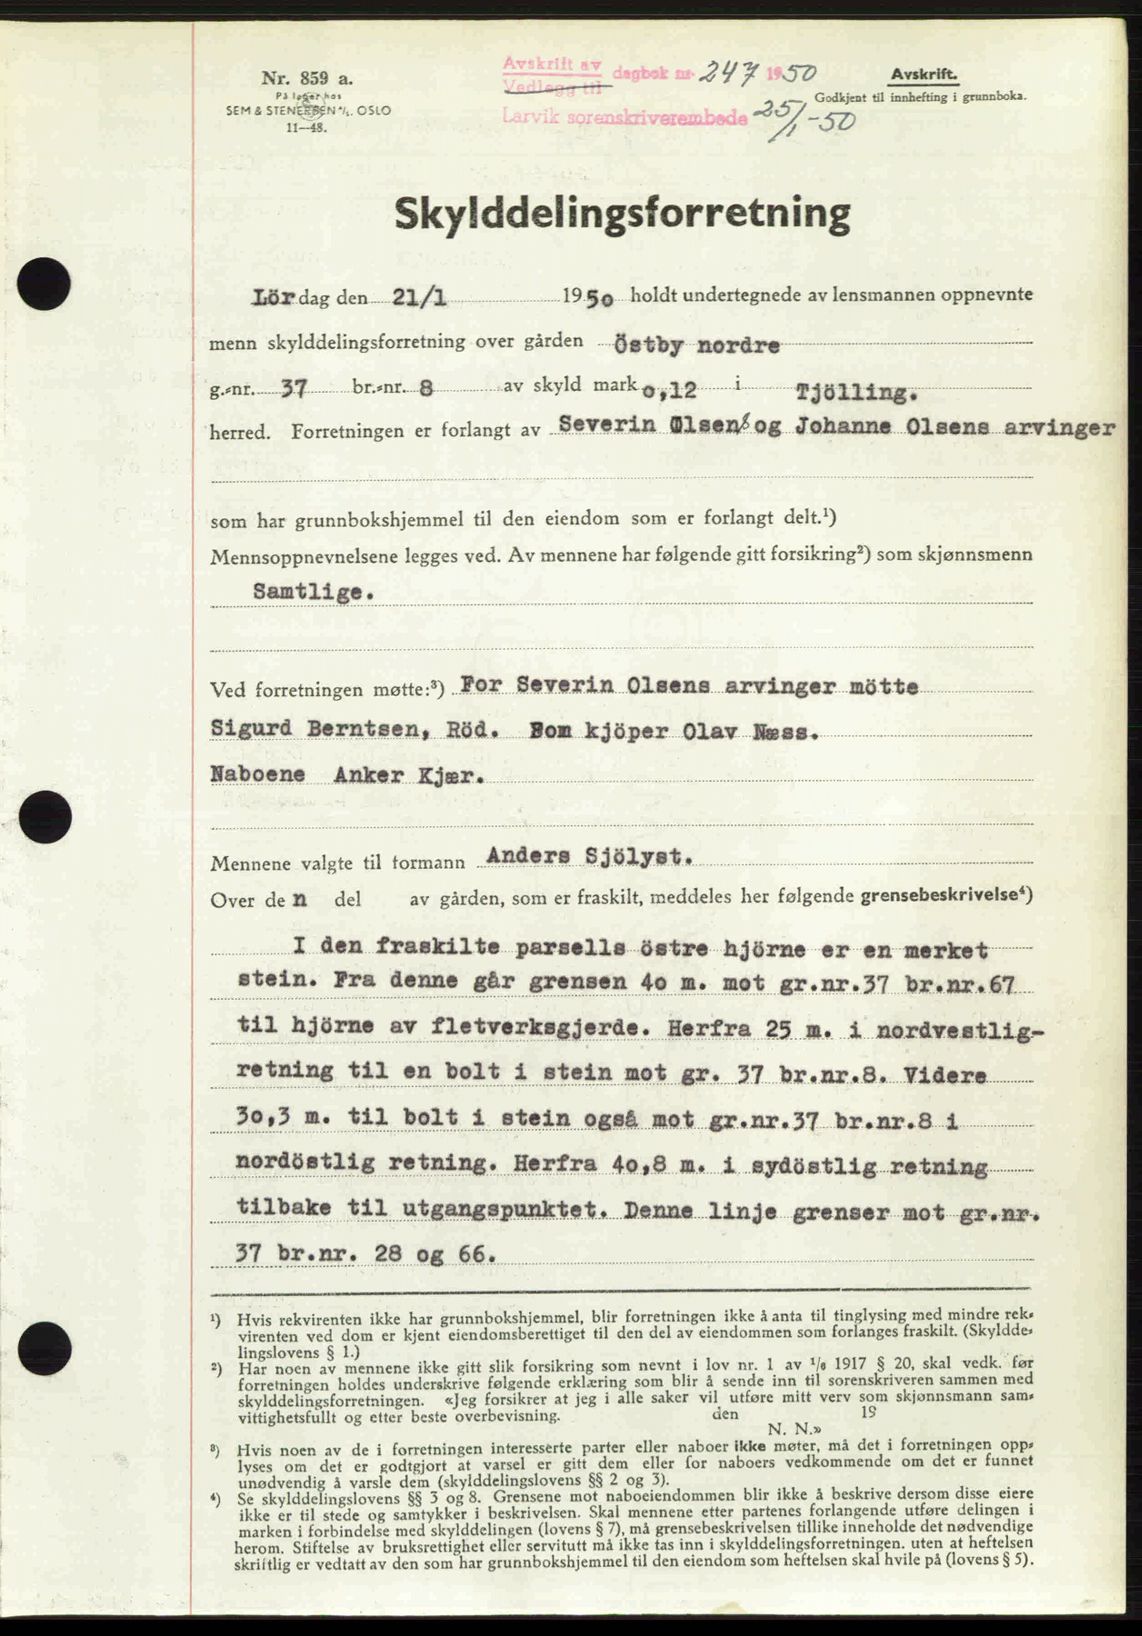 Nr. 859 a.
På lager hos
SEM & STENERSEN A/S. OSLO
11—48.
Avskrift av dagbok nr. 247 1950
Vedlegg til
Larvik sorenskriverembede 25/1-50
Avskrift.
Godkjent til innhefting i grunnboka.
Skylddelingsforretning
Lördag den 21/1 1950 holdt undertegnede av lensmannen oppnevnte
menn skylddelingsforretning over gården Östby nordre
g.-nr. 37 br.-nr. 8 av skyld mark 0,12 i Tjölling.
herred. Forretningen er forlangt av Severin Olsens og Johanne Olsens arvinger
som har grunnbokshjemmel til den eiendom som er forlangt delt.¹)
Mennsoppnevnelsene legges ved. Av mennene har følgende gitt forsikring²) som skjønnsmenn
Samtlige.
Ved forretningen møtte:³) For Severin Olsens arvinger mötte
Sigurd Berntsen, Röd. Som kjöper Olav Næss.
Naboene Anker Kjær.
Mennene valgte til formann Anders Sjölyst.
Over den del av gården, som er fraskilt, meddeles her følgende grensebeskrivelse⁴)
I den fraskilte parsells östre hjörne er en merket
stein. Fra denne går grensen 40 m. mot gr.nr.37 br.nr.67
til hjörne av fletverksgjerde. Herfra 25 m. i nordvestlig-
retning til en bolt i stein mot gr. 37 br.nr.8. Videre
30,3 m. til bolt i stein også mot gr.nr.37 br.nr.8 i
nordöstlig retning. Herfra 40,8 m. i sydöstlig retning
tilbake til utgangspunktet. Denne linje grenser mot gr.nr.
37 br.nr. 28 og 66.
¹) Hvis rekvirenten ikke har grunnbokshjemmel, blir forretningen ikke å anta til tinglysing med mindre rek-
virenten ved dom er kjent eiendomsberettiget til den del av eiendommen som forlanges fraskilt. (Skyldde-
lingslovens § 1.)
²) Har noen av mennene ikke gitt slik forsikring som nevnt i lov nr. 1 av 1/6 1917 § 20, skal vedk. før
forretningen holdes underskrive følgende erklæring som blir å sende inn til sorenskriveren sammen med
skylddelingsforretningen. «Jeg forsikrer at jeg i alle saker vil utføre mitt verv som skjønnsmann sam-
vittighetsfullt og etter beste overbevisning. den 19
N. N.»
³) Hvis noen av de i forretningen interesserte parter eller naboer ikke møter, må det i forretningen opp-
lyses om det er godtgjort at varsel er gitt dem eller for naboers vedkommende om det er funnet
unødvendig å varsle dem (skylddelingslovens §§ 2 og 3).
⁴) Se skylddelingslovens §§ 3 og 8. Grensene mot naboeiendommen blir ikke å beskrive dersom disse eiere
ikke er til stede og samtykker i beskrivelsen. Skal mennene etter partenes forlangende utføre delingen i
marken i forbindelse med skylddelingen (lovens § 7), må grensebeskrivelsen tillike inneholde det nødvendige
herom. Stiftelse av bruksrettighet eller servitutt må ikke tas inn i skylddelingsforretningen. uten at heftelsen
skriftlig er vedtatt av den som har grunnbokshjemmel til den eiendom som heftelsen skal hvile på (lovens § 5).